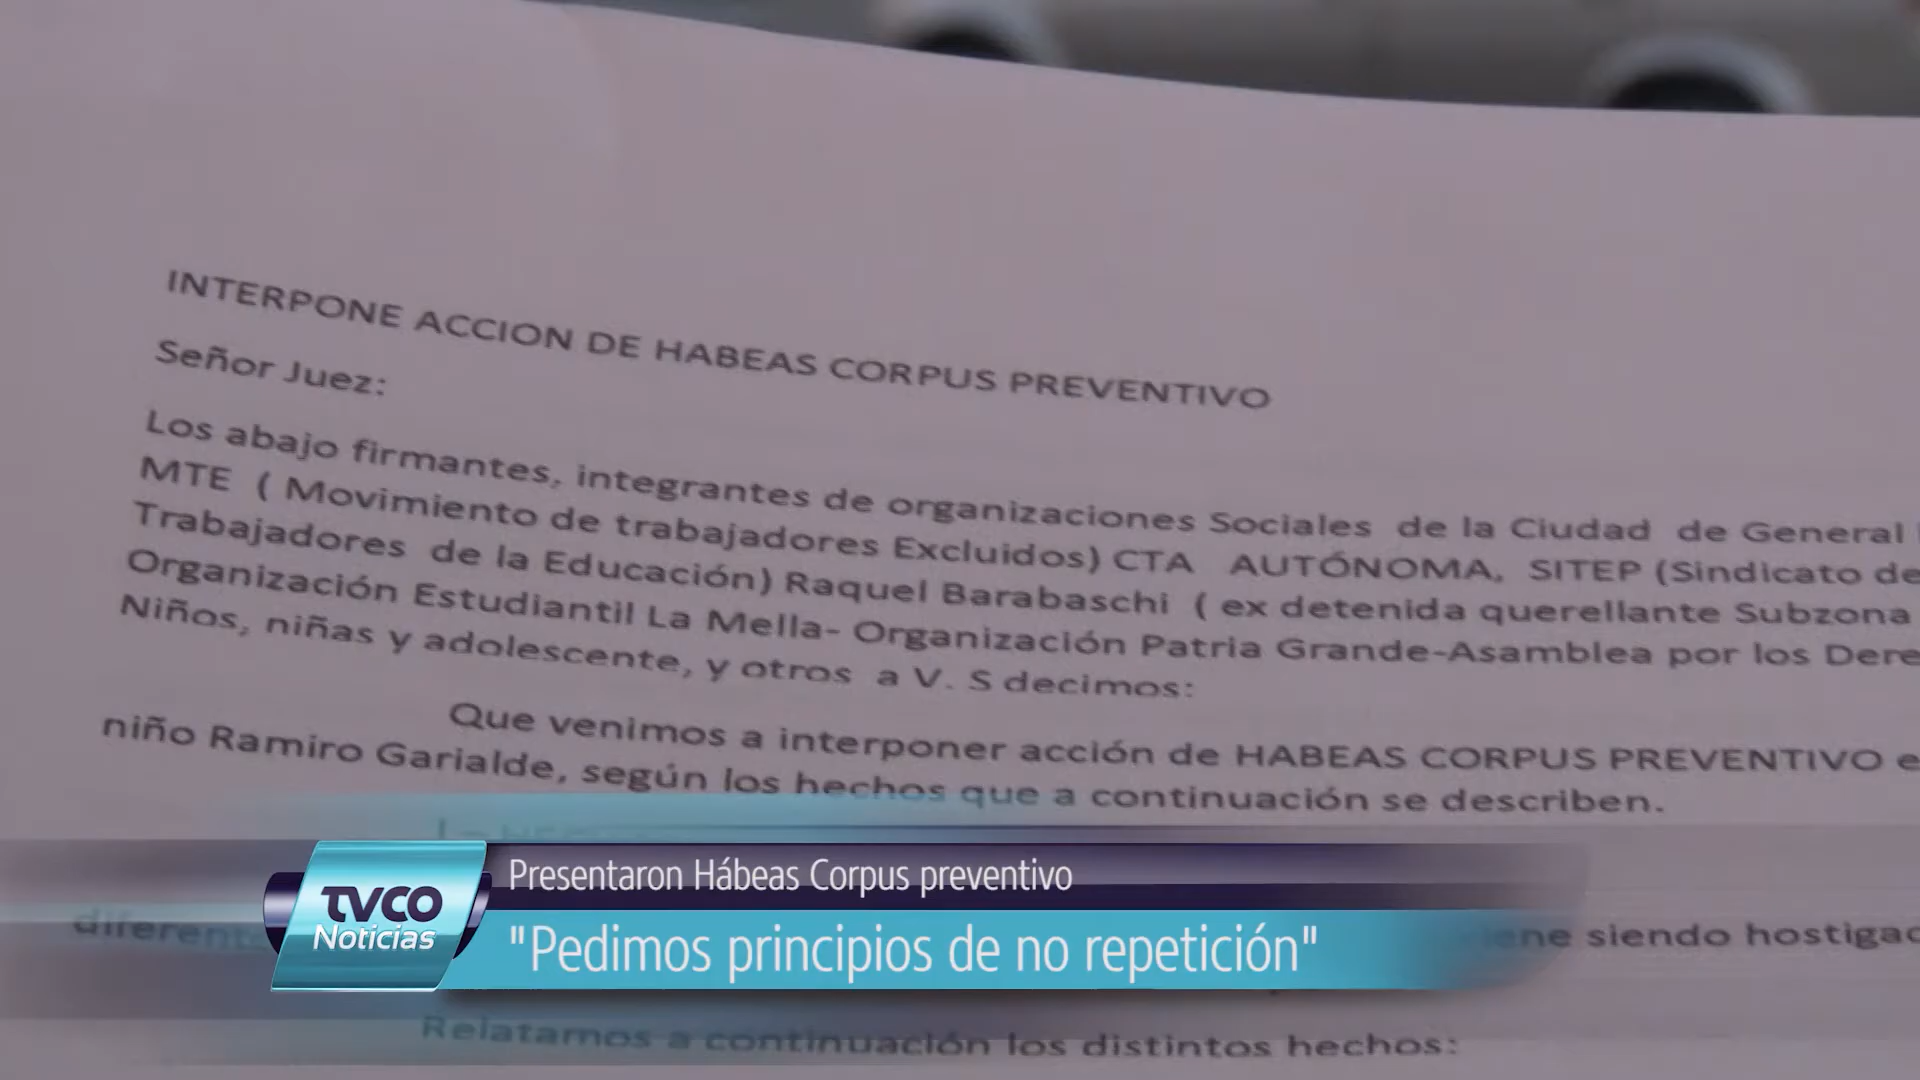 INTERPONE ACCION DE HABEAS CORPUS PREVENTIVO
Señor Juez:
Los abajo firmantes, integrantes de organizaciones Sociales de la Ciudad de General
MTE ( Movimiento de trabajadores Excluidos) CTA AUTÓNOMA, SITEP (Sindicato de
Trabajadores de la Educación) Raquel Barabaschi ( ex detenida querellante Subzona
Organización Estudiantil La Mella- Organización Patria Grande-Asamblea por los Dere
Niños, niñas y adolescente, y otros a V. S decimos:
Que venimos a interponer acción de HABEAS CORPUS PREVENTIVO e
niño Ramiro Garialde, según los hechos que a continuación se describen.
Presentaron Hábeas Corpus preventivo
TVCO
Noticias
"Pedimos principios de no repetición"
siendo hostigad
Relatamos a continuación los distintos hechos: